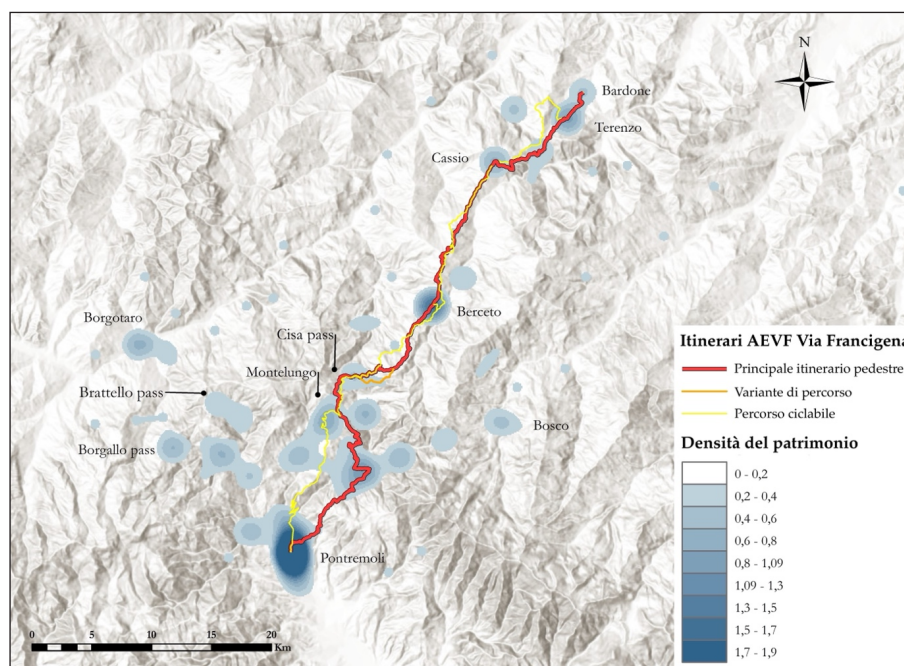 N
Bardone
Terenzo
Cassio
Berceto
Borgotaro
Cisa pass
Montelungo
Brattello pass
Borgallo pass
Bosco
Pontremoli
Itinerari AEVF Via Francigena
Principale itinerario pedestre
Variante di percorso
Percorso ciclabile
Densità del patrimonio
0 - 0,2
0,2 - 0,4
0,4 - 0,6
0,6 - 0,8
0,8 - 1,09
1,09 - 1,3
1,3 - 1,5
1,5 - 1,7
1,7 - 1,9
0 5 10 15 20
Km